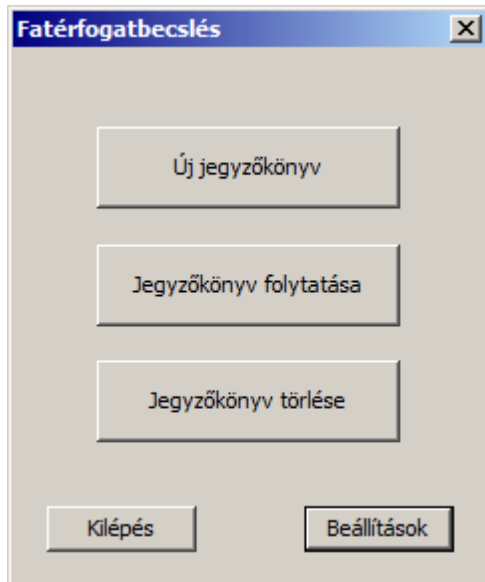 Fatérfogatbecslés
Új jegyzőkönyv
Jegyzőkönyv folytatása
Jegyzőkönyv törlése
Kilépés
Beállítások